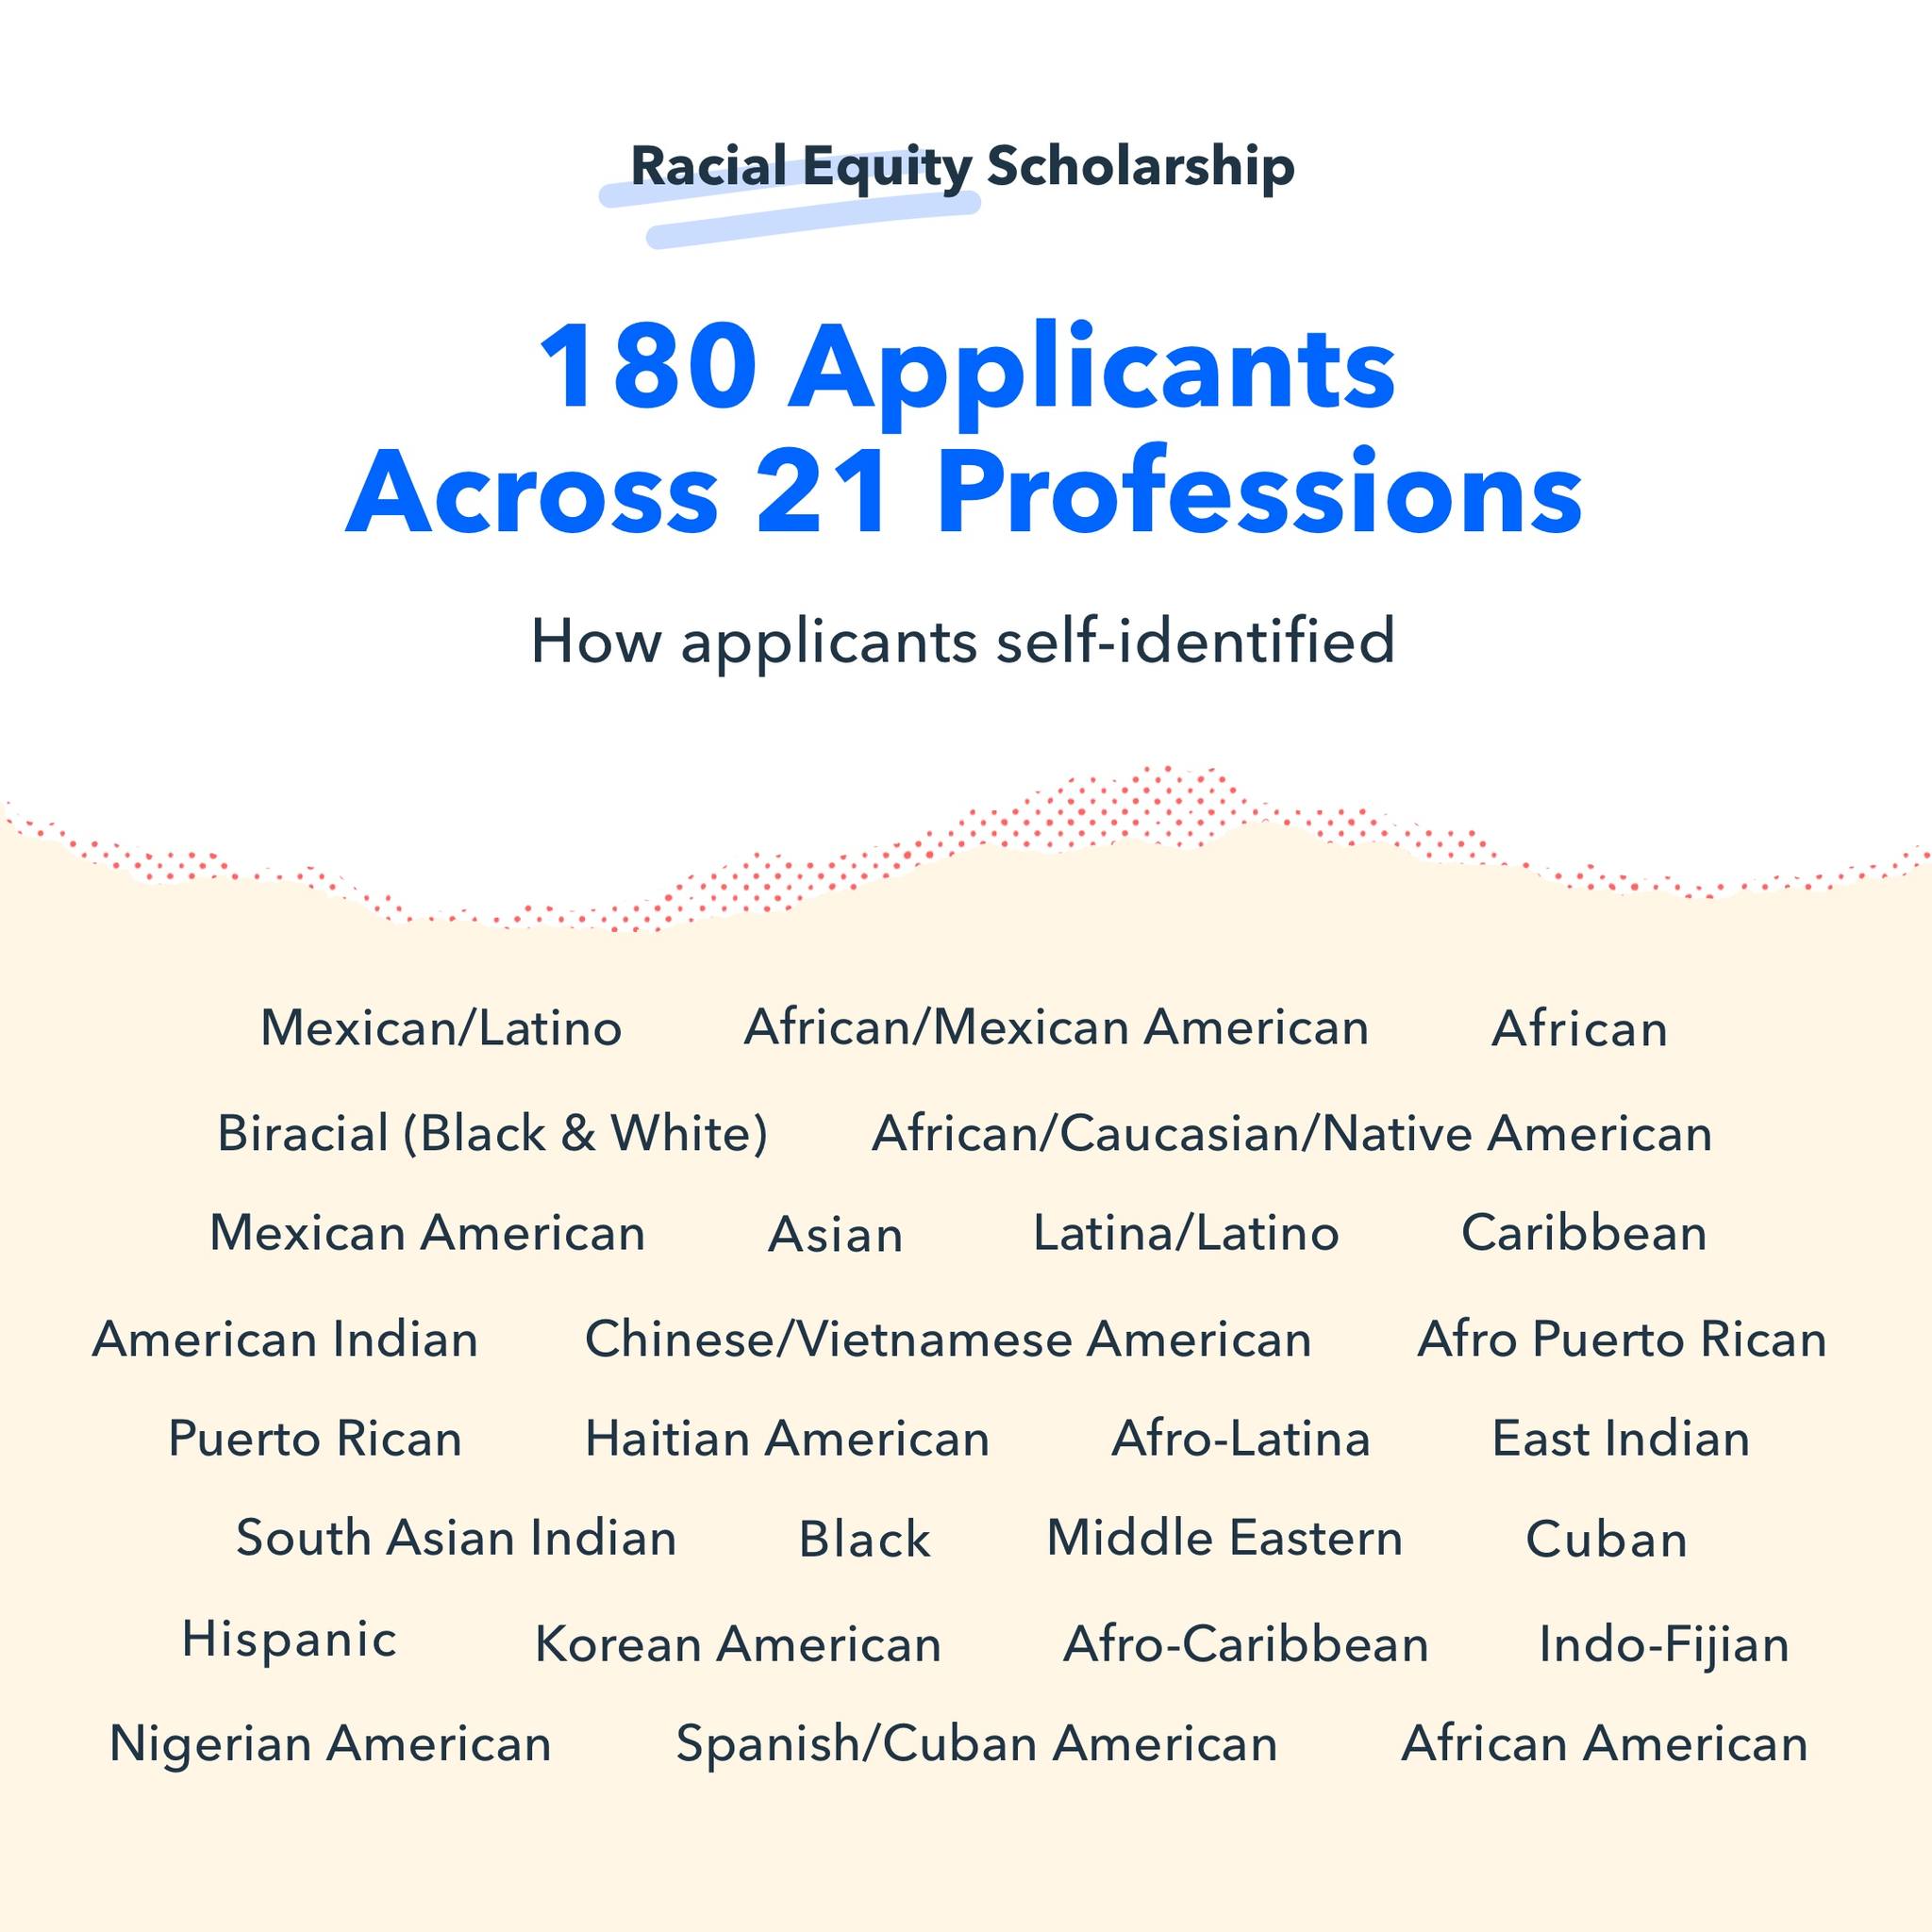 Racial Equity Scholarship
180 Applicants
Across 21 Professions
How applicants self-identified
Mexican/Latino African/Mexican American African
Biracial (Black & White) African/Caucasian/Native American
Mexican American Asian Latina/Latino Caribbean
American Indian Chinese/Vietnamese American Afro Puerto Rican
Puerto Rican Haitian American Afro-Latina East Indian
South Asian Indian Black Middle Eastern Cuban
Hispanic Korean American Afro-Caribbean Indo-Fijian
Nigerian American Spanish/Cuban American African American